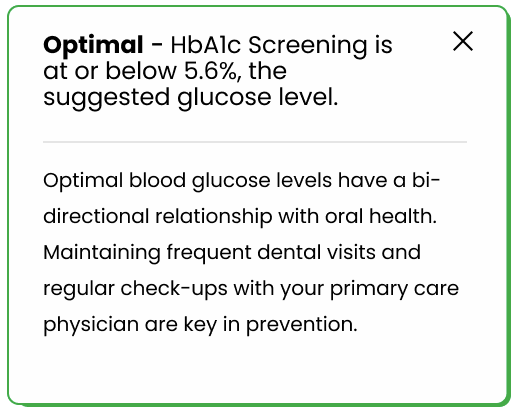 Optimal - HbA1c Screening is
at or below 5.6%, the
suggested glucose level.
Optimal blood glucose levels have a bi-
directional relationship with oral health.
Maintaining frequent dental visits and
regular check-ups with your primary care
physician are key in prevention.